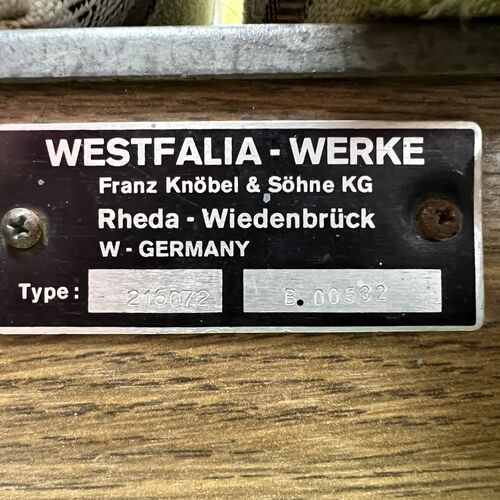 WESTFALIA - WERKE
Franz Knöbel & Söhne KG
Rheda - Wiedenbrück
W - GERMANY
Type: 216072 B. 00532